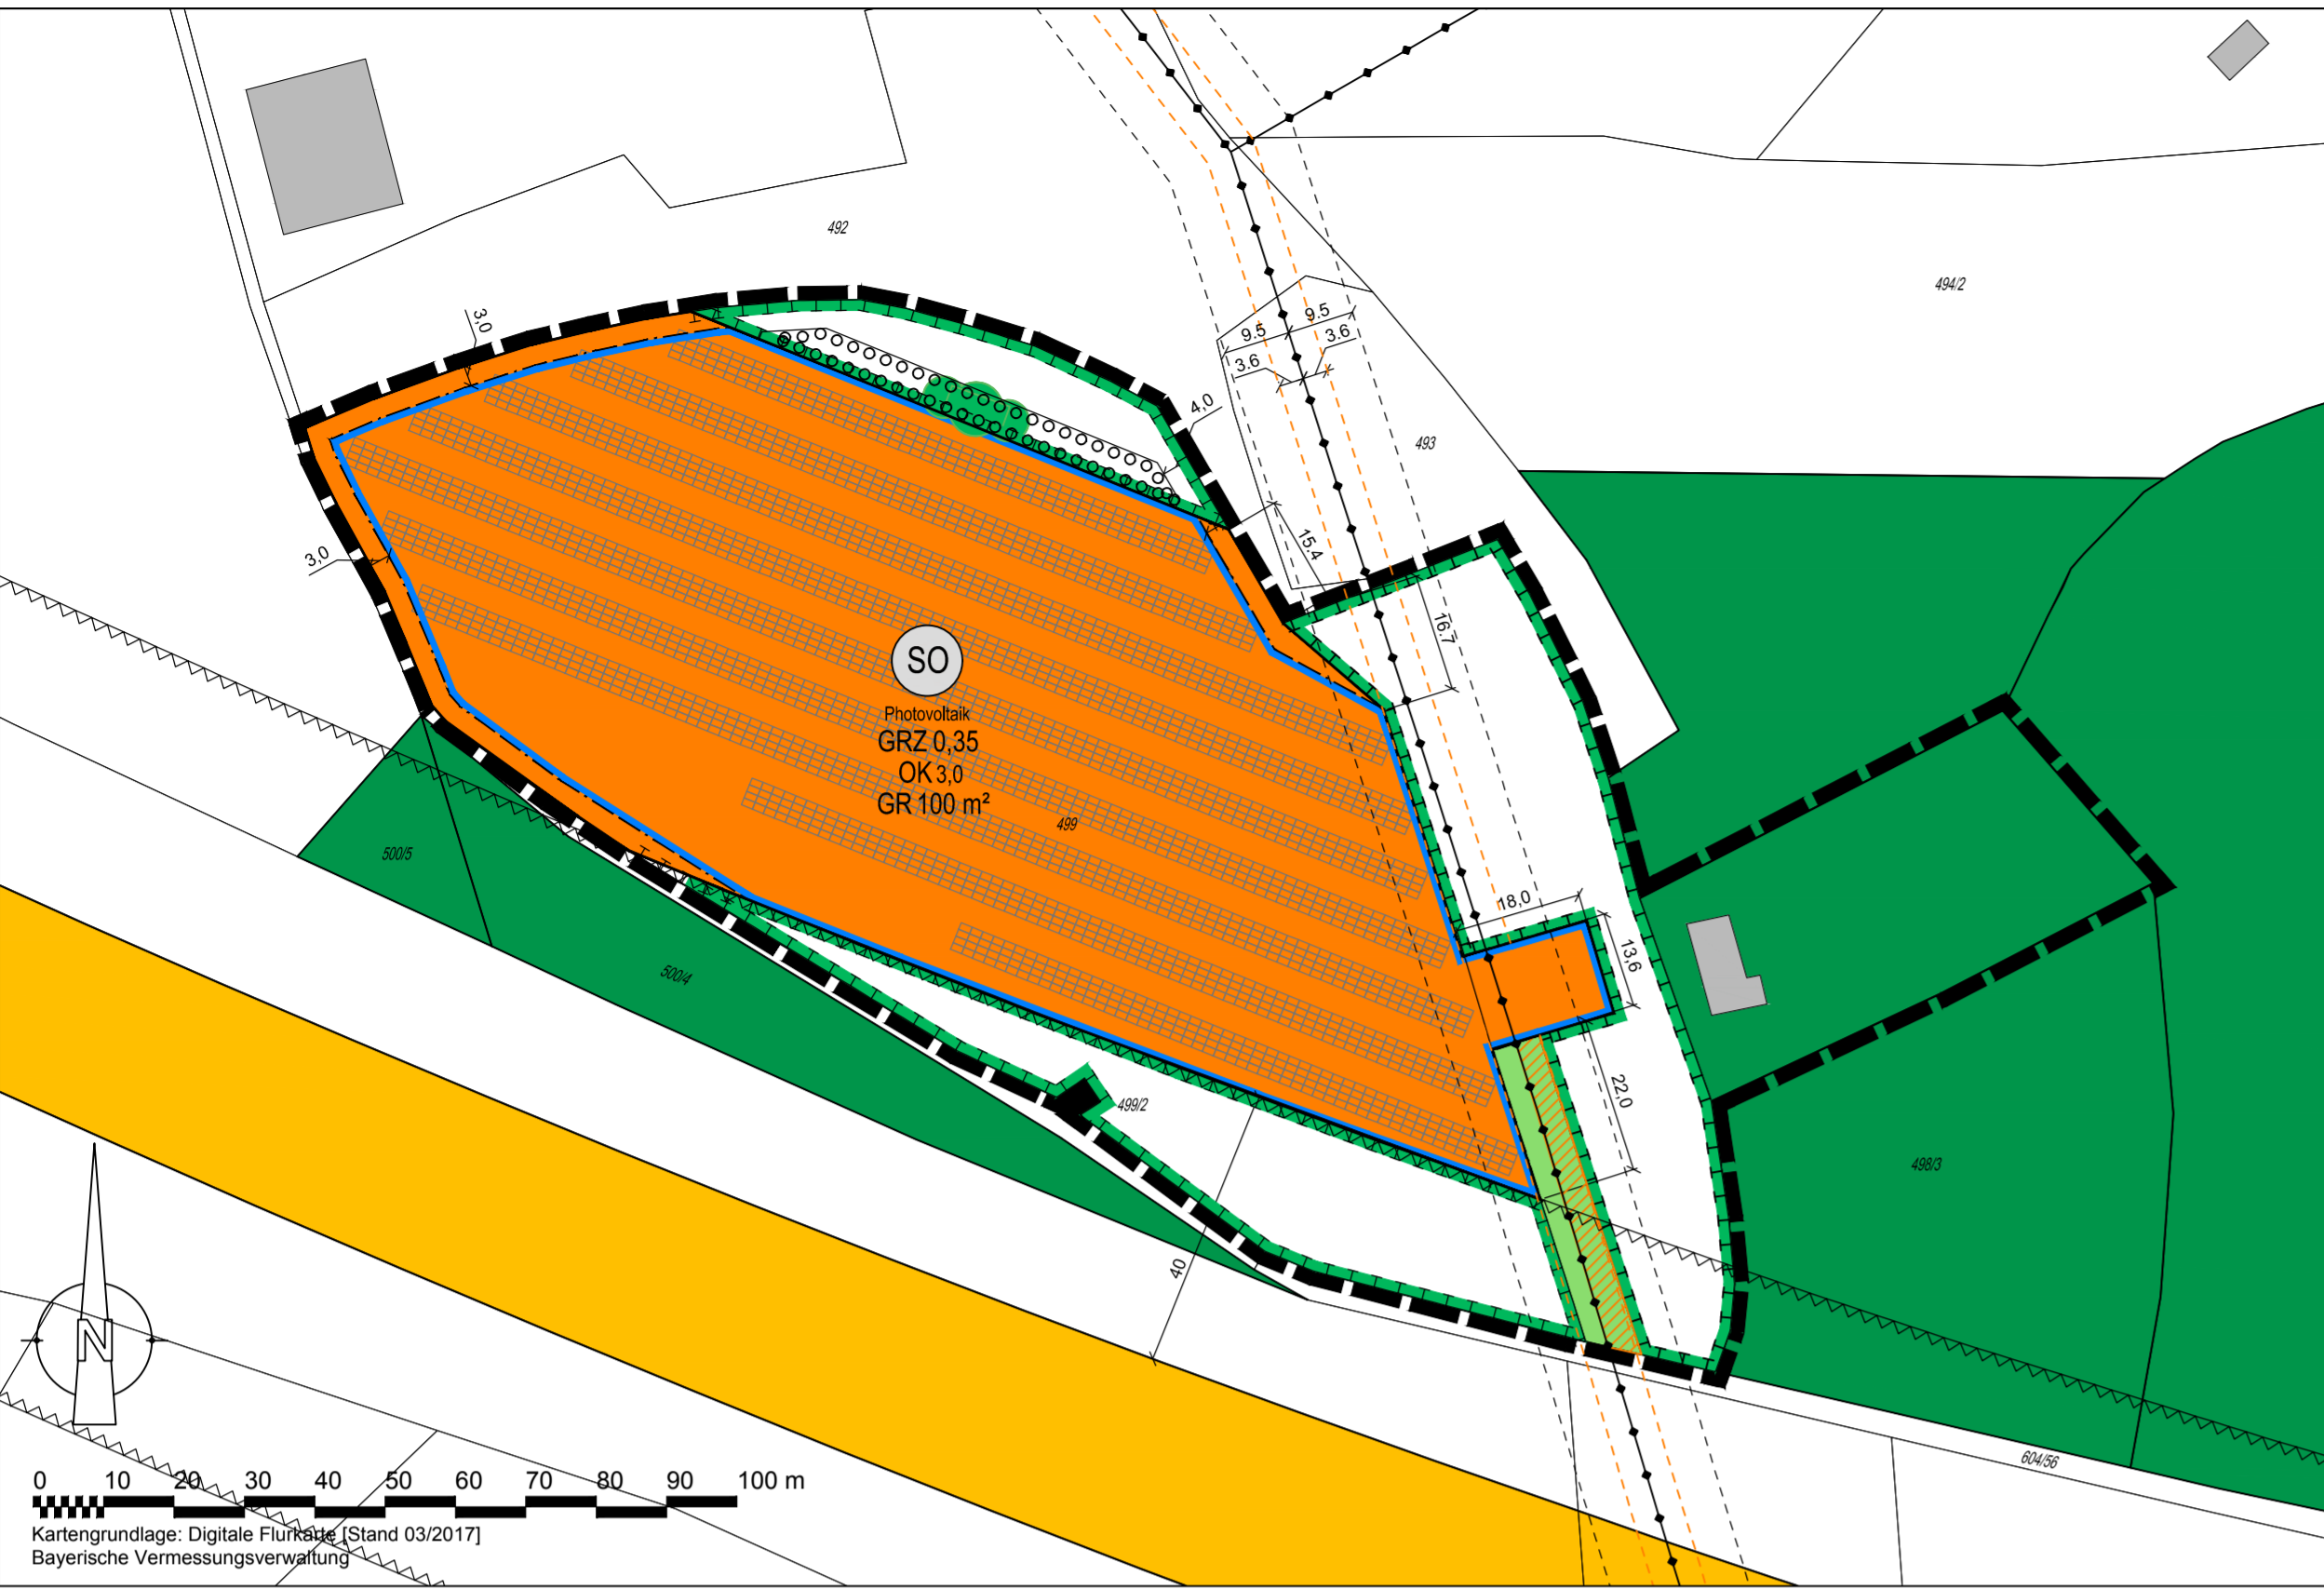 492
494/2
3.0
9.5
9.5
3.6
3.6
4,0
493
3,0
15.4
16.7
SO
Photovoltaik
GRZ 0,35
OK 3,0
GR 100 m²
499
500/5
500/4
18,0
13,6
22,0
499/2
498/3
40
N
604/56
0 10 20 30 40 50 60 70 80 90 100 m
Kartengrundlage: Digitale Flurkarte [Stand 03/2017]
Bayerische Vermessungsverwaltung